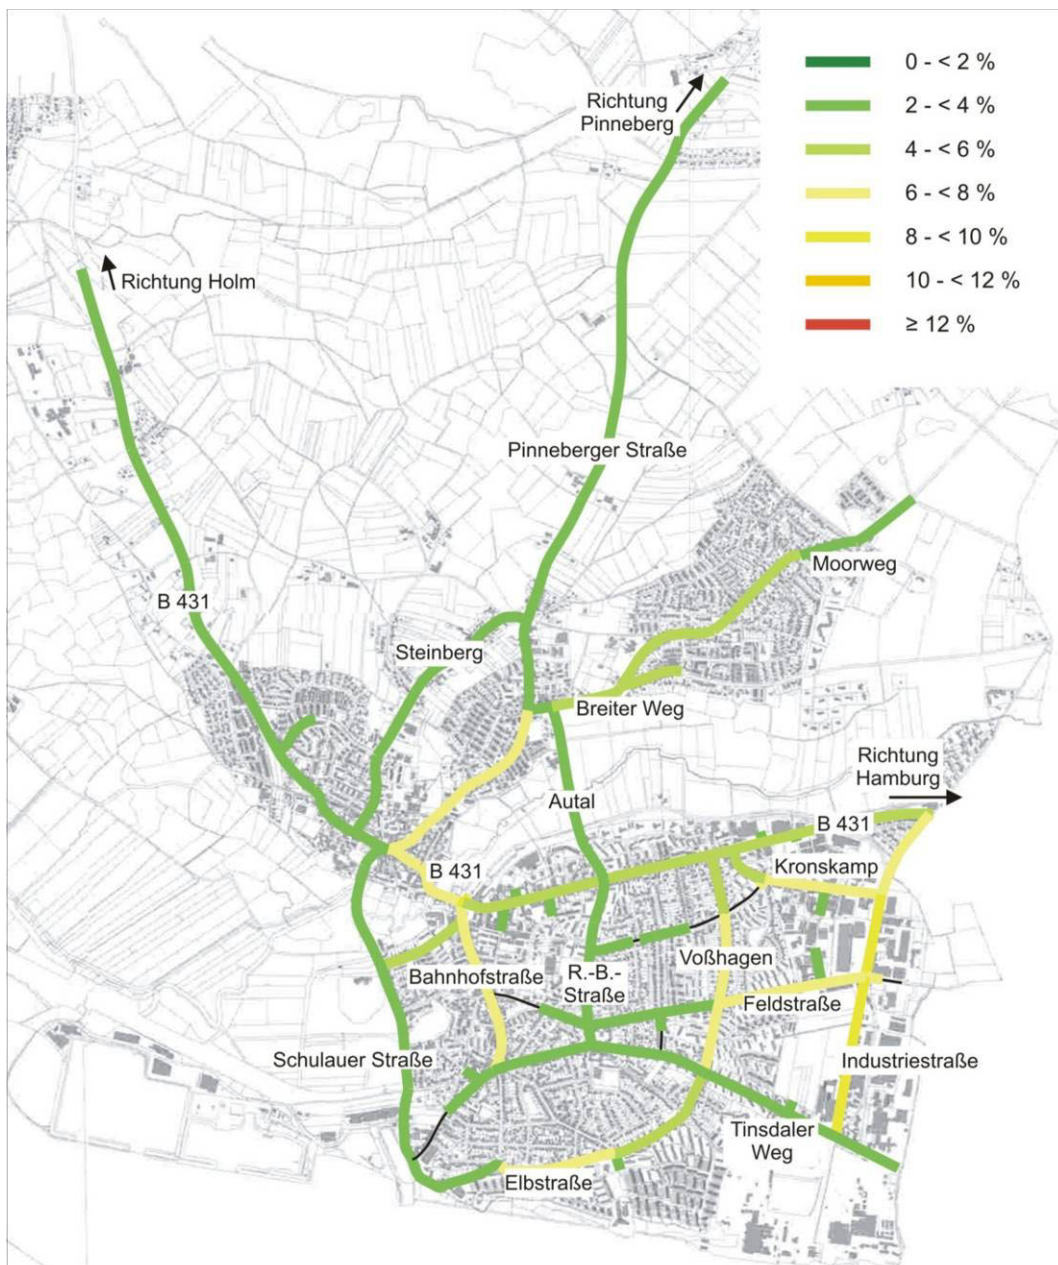 0 - < 2 %
2 - < 4 %
4 - < 6 %
6 - < 8 %
8 - < 10 %
10 - < 12 %
≥ 12 %
Richtung
Pinneberg
Richtung Holm
Pinneberger Straße
Moorweg
B 431
Steinberg
Breiter Weg
Richtung
Hamburg
Autal
B 431
B 431
Kronskamp
Voßhagen
Bahnhofstraße
R.-B.-
Straße
Feldstraße
Schulauer Straße
Industriestraße
Tinsdaler
Weg
Elbstraße